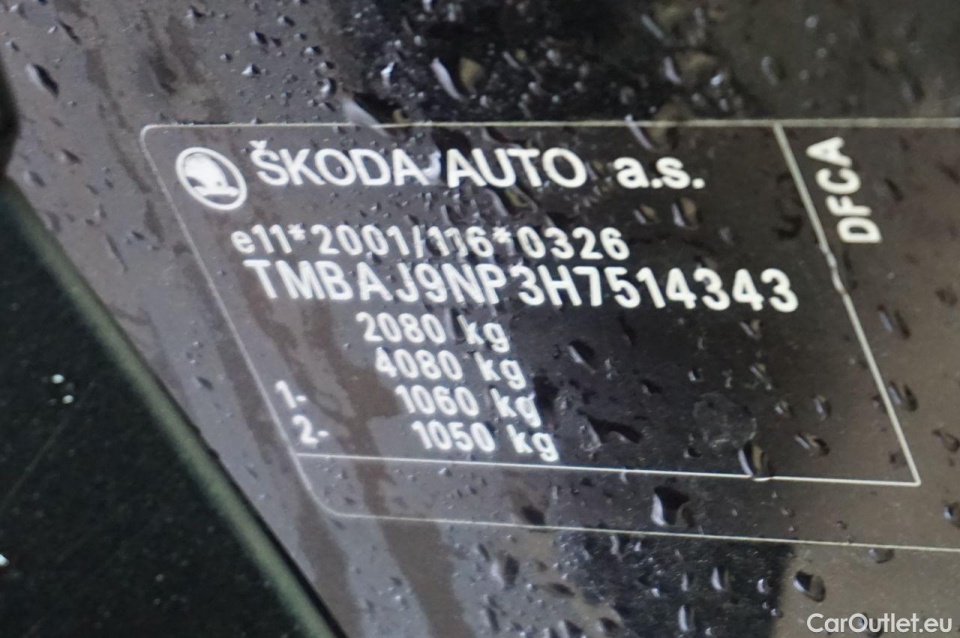 ŠKODA AUTO a.s.
DFCA
e11*2001/116*0326
TMBAJ9NP3H7514343
2080 kg
4080 kg
1- 1060 kg
2- 1050 kg
CarOutlet.eu